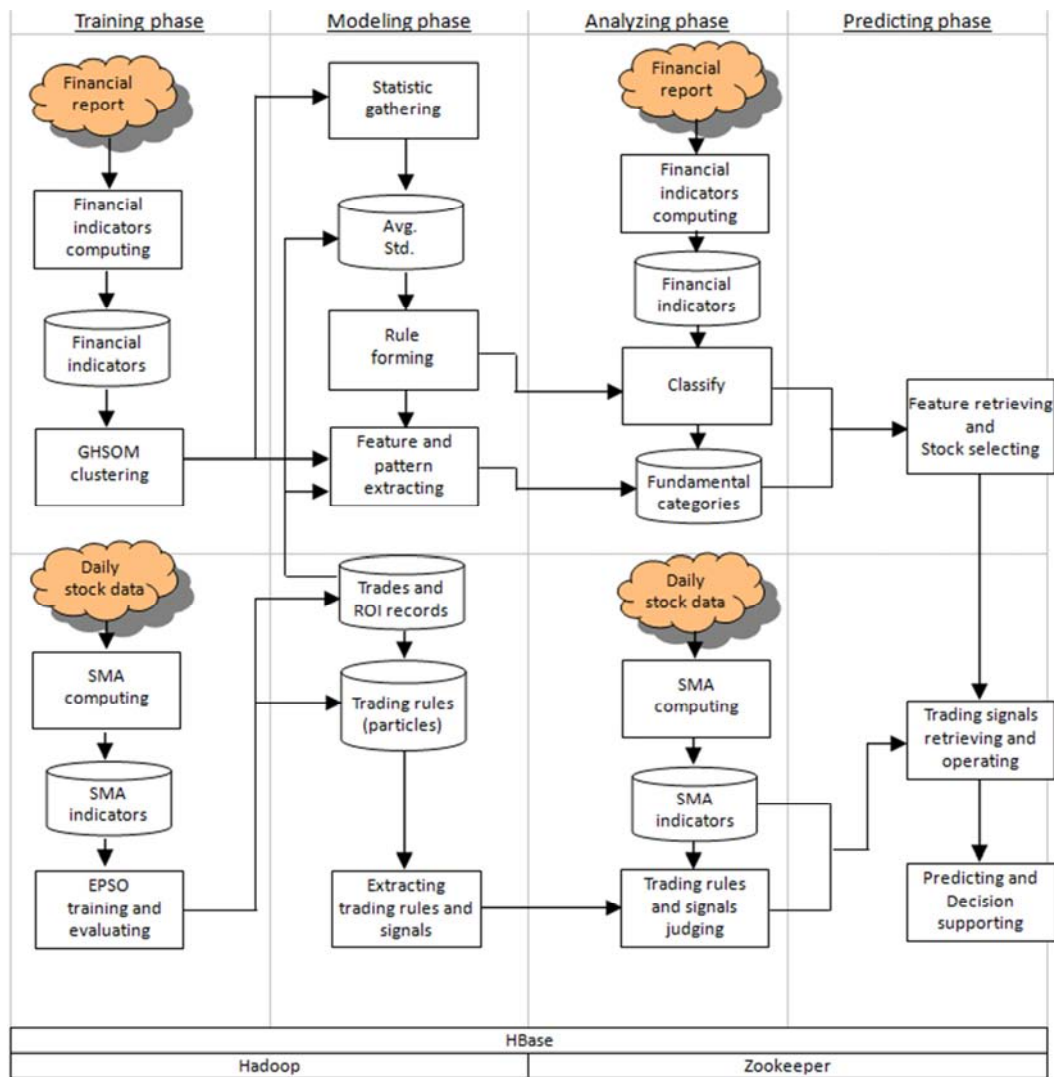 Training phase
Modeling phase
Analyzing phase
Predicting phase
Financial
report
Financial
indicators
computing
Financial
indicators
GHSOM
clustering
Statistic
gathering
Avg.
Std.
Rule
forming
Feature and
pattern
extracting
Financial
report
Financial
indicators
computing
Financial
indicators
Classify
Fundamental
categories
Feature retrieving
and
Stock selecting
Daily
stock data
SMA
computing
SMA
indicators
EPSO
training and
evaluating
Trades and
ROI records
Trading rules
(particles)
Extracting
trading rules and
signals
Daily
stock data
SMA
computing
SMA
indicators
Trading rules
and signals
judging
Trading signals
retrieving and
operating
Predicting and
Decision
supporting
HBase
Hadoop
Zookeeper